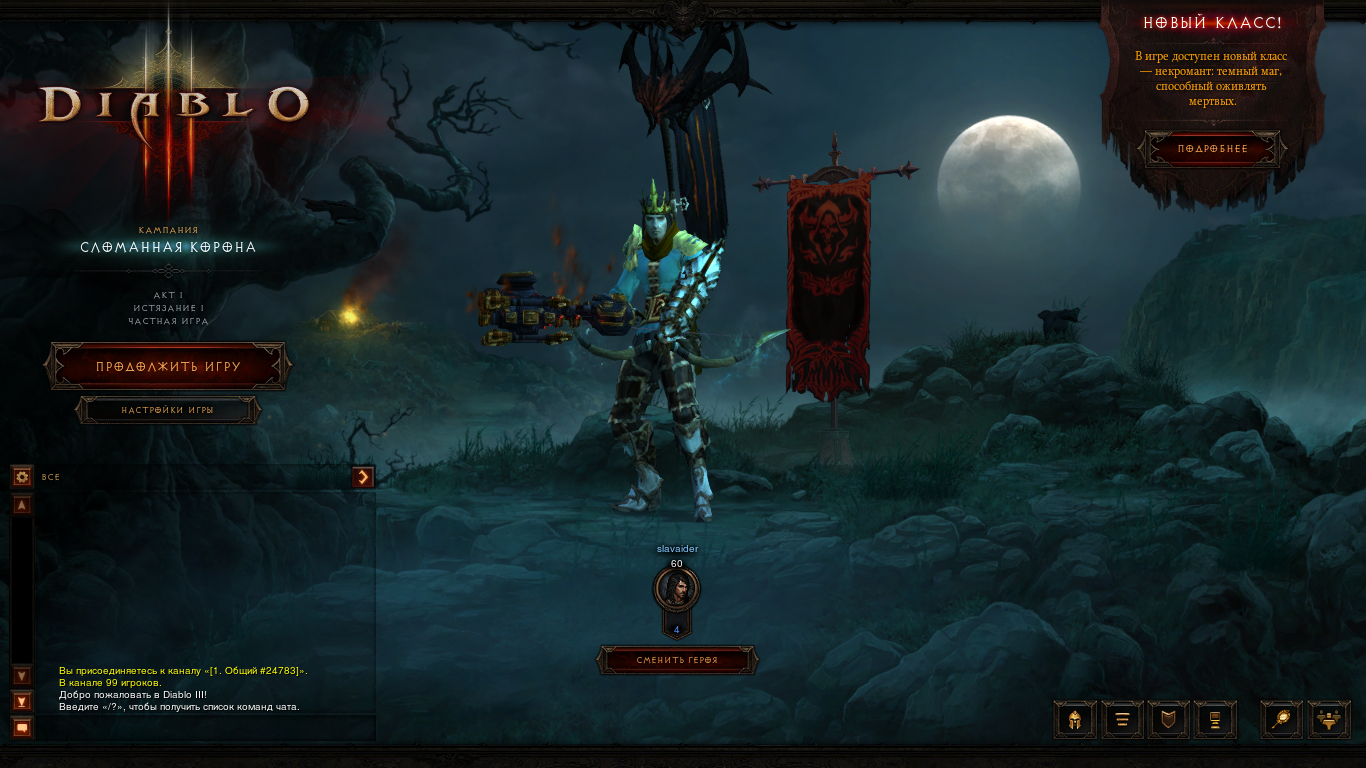 DIABLO
III
КАМПАНИЯ
СЛОМАННАЯ КОРОНА
АКТ I
ИСТЯЗАНИЕ I
ЧАСТНАЯ ИГРА
ПРОДОЛЖИТЬ ИГРУ
НАСТРОЙКИ ИГРЫ
ВСЕ
Вы присоединяетесь к каналу «[1. Общий #24783]».
В канале 99 игроков.
Добро пожаловать в Diablo III!
Введите «/?», чтобы получить список команд чата.
slavaider
60
4
СМЕНИТЬ ГЕРОЯ
НОВЫЙ КЛАСС!
В игре доступен новый класс
— некромант: темный маг,
способный оживлять
мертвых.
ПОДРОБНЕЕ